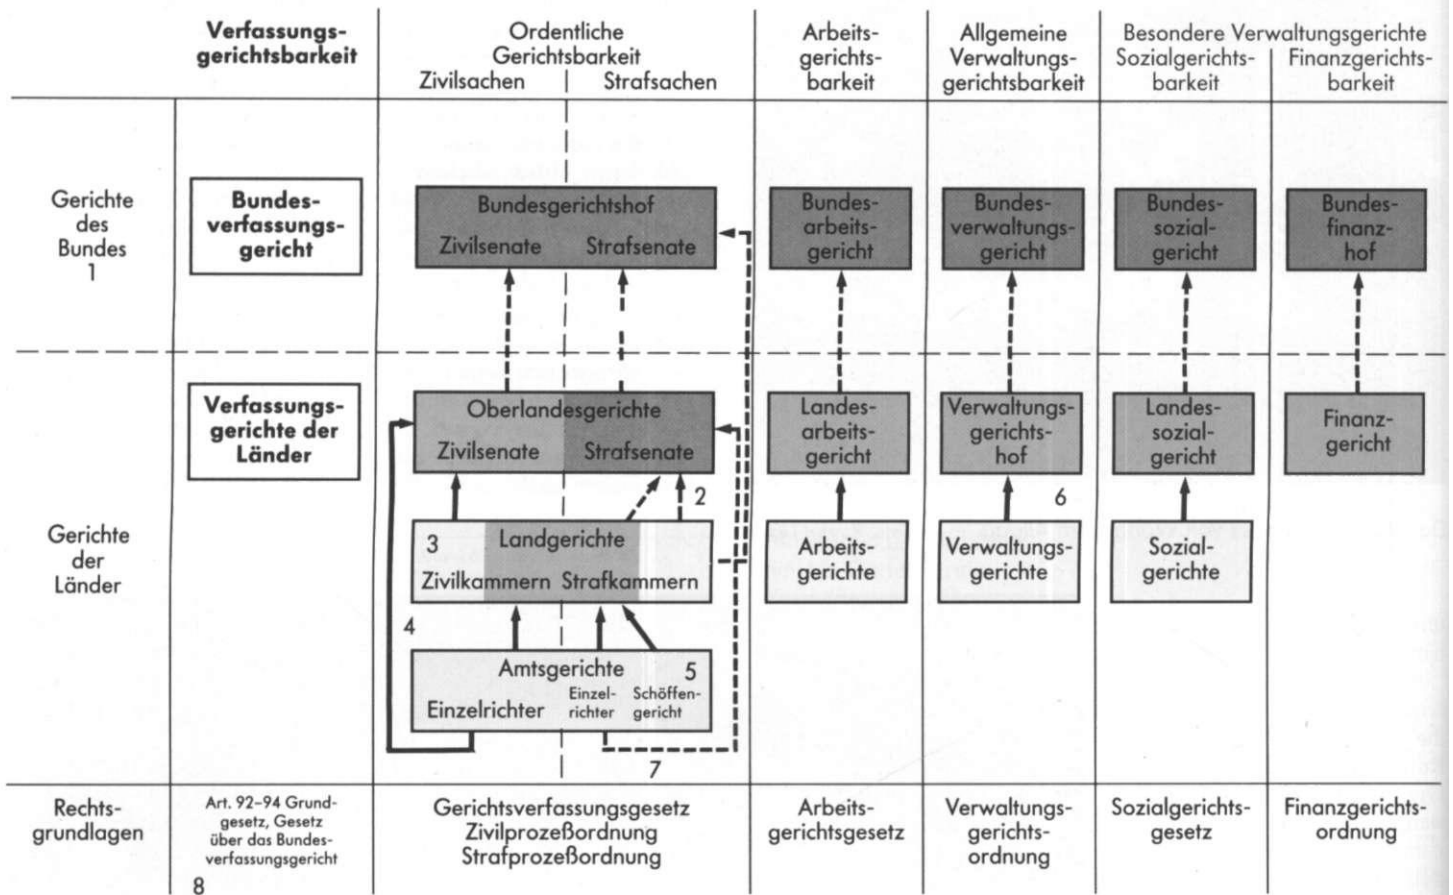 Verfassungs-
gerichtsbarkeit
Ordentliche
Gerichtsbarkeit
Zivilsachen
Strafsachen
Arbeits-
gerichts-
barkeit
Allgemeine
Verwaltungs-
gerichtsbarkeit
Besondere Verwaltungsgerichte
Sozialgerichts-
barkeit
Finanzgerichts-
barkeit
Gerichte
des
Bundes
1
Bundes-
verfassungs-
gericht
Bundesgerichtshof
Zivilsenate
Strafsenate
Bundes-
arbeits-
gericht
Bundes-
verwaltungs-
gericht
Bundes-
sozial-
gericht
Bundes-
finanz-
hof
Gerichte
der
Länder
Verfassungs-
gerichte der
Länder
Oberlandesgerichte
Zivilsenate
Strafsenate
2
3
Landgerichte
Zivilkammern
Strafkammern
4
Amtsgerichte
5
Einzelrichter
Einzel-
richter
Schöffen-
gericht
7
Landes-
arbeits-
gericht
Arbeits-
gerichte
Verwaltungs-
gerichts-
hof
6
Verwaltungs-
gerichte
Landes-
sozial-
gericht
Sozial-
gerichte
Finanz-
gericht
Rechts-
grundlagen
Art. 92–94 Grund-
gesetz, Gesetz
über das Bundes-
verfassungsgericht
8
Gerichtsverfassungsgesetz
Zivilprozeßordnung
Strafprozeßordnung
Arbeits-
gerichtsgesetz
Verwaltungs-
gerichts-
ordnung
Sozialgerichts-
gesetz
Finanzgerichts-
ordnung